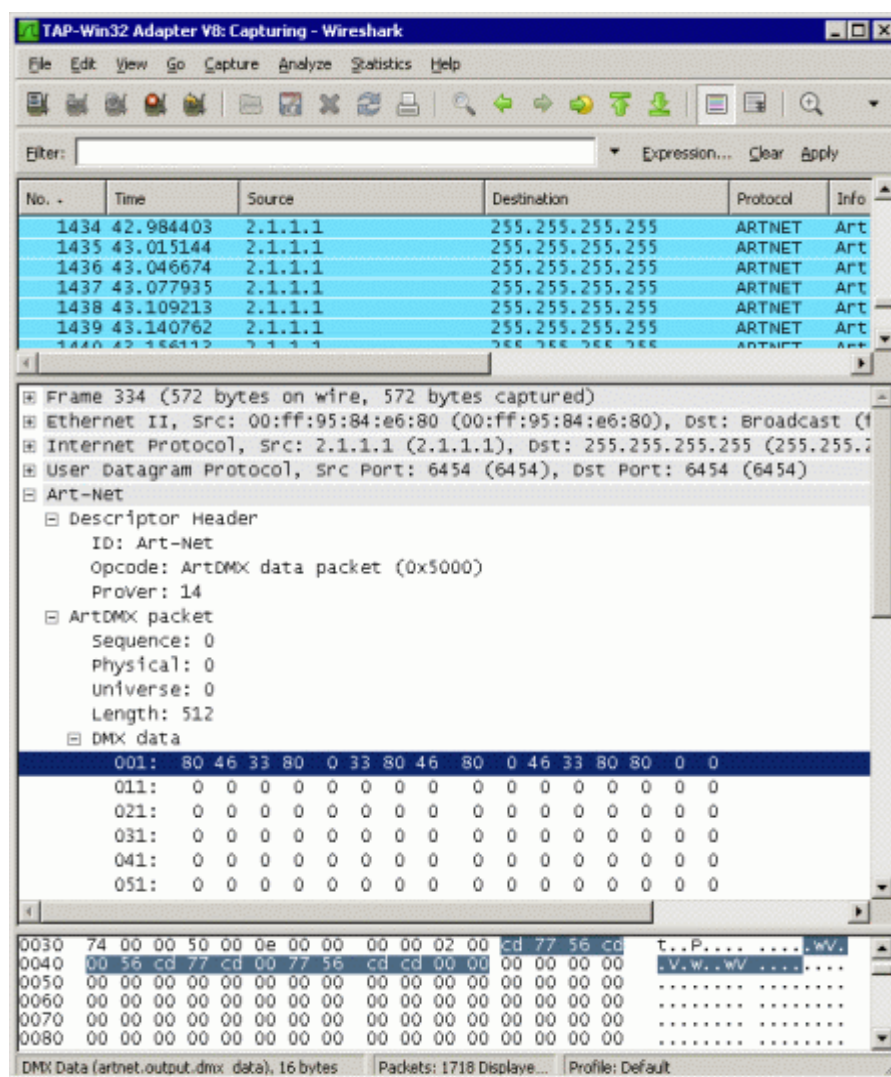 TAP-Win32 Adapter V8: Capturing - Wireshark
File Edit View Go Capture Analyze Statistics Help
Filter: Expression... Clear Apply
No. - Time Source Destination Protocol Info
1434 42.984403 2.1.1.1 255.255.255.255 ARTNET Art
1435 43.015144 2.1.1.1 255.255.255.255 ARTNET Art
1436 43.046674 2.1.1.1 255.255.255.255 ARTNET Art
1437 43.077935 2.1.1.1 255.255.255.255 ARTNET Art
1438 43.109213 2.1.1.1 255.255.255.255 ARTNET Art
1439 43.140762 2.1.1.1 255.255.255.255 ARTNET Art
1440 43.156113 2.1.1.1 255.255.255.255 ARTNET Art
Frame 334 (572 bytes on wire, 572 bytes captured)
Ethernet II, Src: 00:ff:95:84:e6:80 (00:ff:95:84:e6:80), Dst: Broadcast (f
Internet Protocol, Src: 2.1.1.1 (2.1.1.1), Dst: 255.255.255.255 (255.255.2
User Datagram Protocol, Src Port: 6454 (6454), Dst Port: 6454 (6454)
Art-Net
Descriptor Header
ID: Art-Net
Opcode: ArtDMX data packet (0x5000)
ProVer: 14
ArtDMX packet
Sequence: 0
Physical: 0
Universe: 0
Length: 512
DMX data
001: 80 46 33 80 0 33 80 46 80 0 46 33 80 80 0 0
011: 0 0 0 0 0 0 0 0 0 0 0 0 0 0 0 0
021: 0 0 0 0 0 0 0 0 0 0 0 0 0 0 0 0
031: 0 0 0 0 0 0 0 0 0 0 0 0 0 0 0 0
041: 0 0 0 0 0 0 0 0 0 0 0 0 0 0 0 0
051: 0 0 0 0 0 0 0 0 0 0 0 0 0 0 0 0
0030 74 00 00 50 00 0e 00 00 00 00 02 00 cd 77 56 cd t..P.... .....wV.
0040 00 56 cd 77 cd 00 77 56 cd cd 00 00 00 00 00 00 .V.w..wV ........
0050 00 00 00 00 00 00 00 00 00 00 00 00 00 00 00 00 ........ ........
0060 00 00 00 00 00 00 00 00 00 00 00 00 00 00 00 00 ........ ........
0070 00 00 00 00 00 00 00 00 00 00 00 00 00 00 00 00 ........ ........
0080 00 00 00 00 00 00 00 00 00 00 00 00 00 00 00 00 ........ ........
DMX Data (artnet.output.dmx_data), 16 bytes Packets: 1718 Displaye... Profile: Default